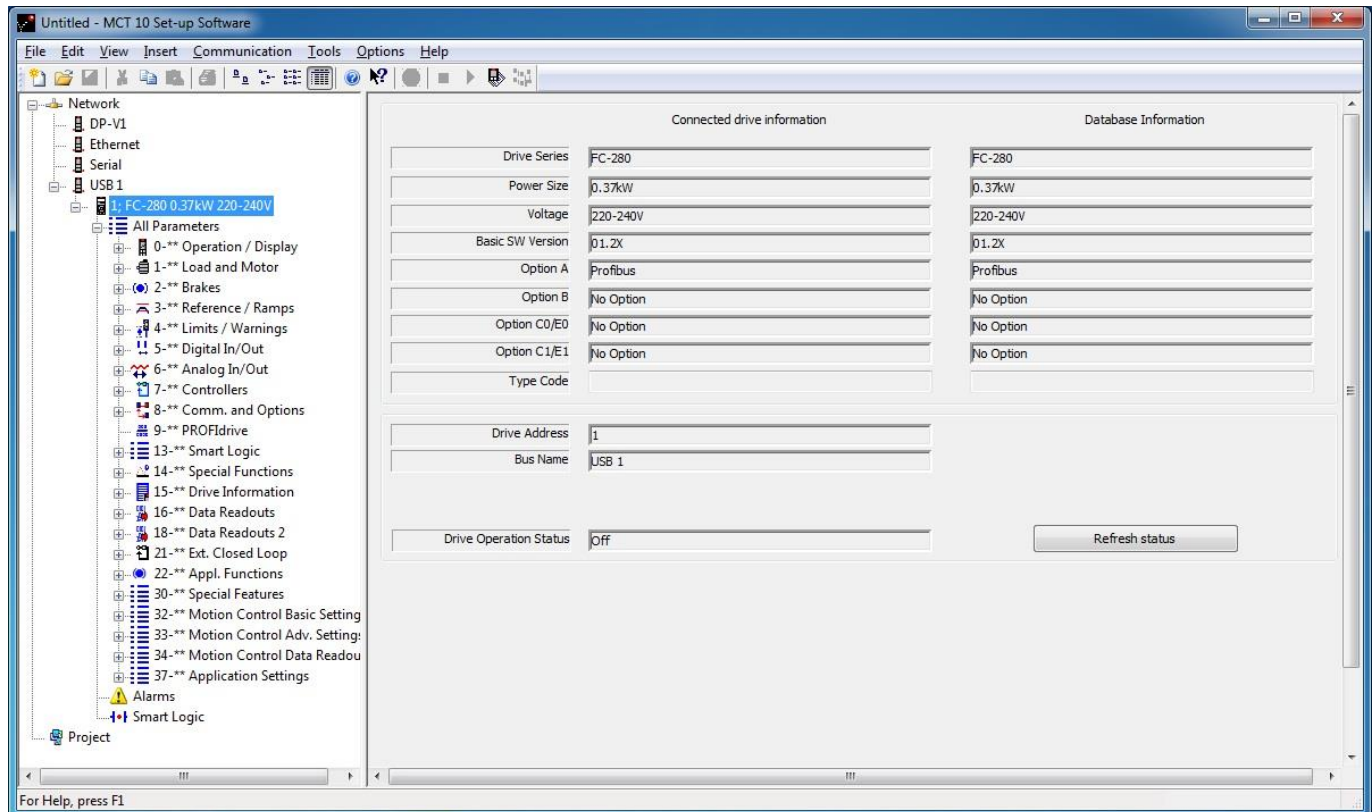 Untitled - MCT 10 Set-up Software
File Edit View Insert Communication Tools Options Help
Network
DP-V1
Ethernet
Serial
USB 1
1; FC-280 0.37kW 220-240V
All Parameters
0-** Operation / Display
1-** Load and Motor
2-** Brakes
3-** Reference / Ramps
4-** Limits / Warnings
5-** Digital In/Out
6-** Analog In/Out
7-** Controllers
8-** Comm. and Options
9-** PROFIdrive
13-** Smart Logic
14-** Special Functions
15-** Drive Information
16-** Data Readouts
18-** Data Readouts 2
21-** Ext. Closed Loop
22-** Appl. Functions
30-** Special Features
32-** Motion Control Basic Setting
33-** Motion Control Adv. Setting
34-** Motion Control Data Readou
37-** Application Settings
Alarms
Smart Logic
Project
Connected drive information Database Information
Drive Series FC-280 FC-280
Power Size 0.37kW 0.37kW
Voltage 220-240V 220-240V
Basic SW Version 01.2X 01.2X
Option A Profibus Profibus
Option B No Option No Option
Option C0/E0 No Option No Option
Option C1/E1 No Option No Option
Type Code
Drive Address 1
Bus Name USB 1
Drive Operation Status Off Refresh status
For Help, press F1